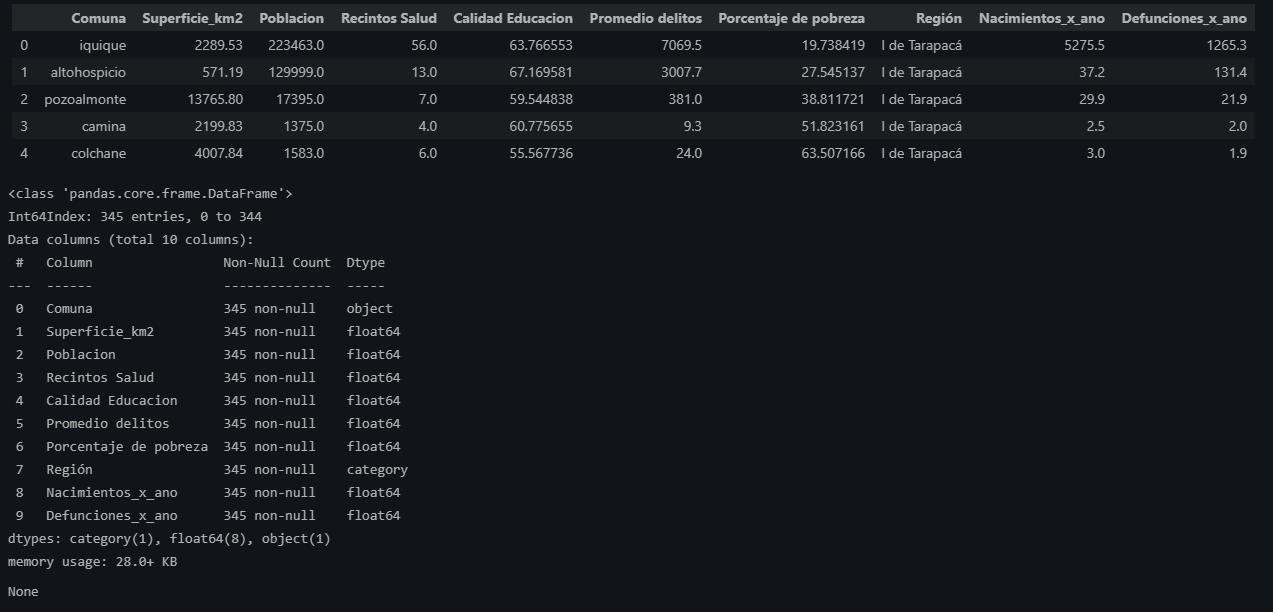 Comuna Superficie_km2 Poblacion Recintos Salud Calidad Educacion Promedio delitos Porcentaje de pobreza Región Nacimientos_x_ano Defunciones_x_ano
0 iquique 2289.53 223463.0 56.0 63.766553 7069.5 19.738419 I de Tarapacá 5275.5 1265.3
1 altohospicio 571.19 129999.0 13.0 67.169581 3007.7 27.545137 I de Tarapacá 37.2 131.4
2 pozoalmonte 13765.80 17395.0 7.0 59.544838 381.0 38.811721 I de Tarapacá 29.9 21.9
3 camina 2199.83 1375.0 4.0 60.775655 9.3 51.823161 I de Tarapacá 2.5 2.0
4 colchane 4007.84 1583.0 6.0 55.567736 24.0 63.507166 I de Tarapacá 3.0 1.9
<class 'pandas.core.frame.DataFrame'>
Int64Index: 345 entries, 0 to 344
Data columns (total 10 columns):
# Column Non-Null Count Dtype
--- ------ -------------- -----
0 Comuna 345 non-null object
1 Superficie_km2 345 non-null float64
2 Poblacion 345 non-null float64
3 Recintos Salud 345 non-null float64
4 Calidad Educacion 345 non-null float64
5 Promedio delitos 345 non-null float64
6 Porcentaje de pobreza 345 non-null float64
7 Región 345 non-null category
8 Nacimientos_x_ano 345 non-null float64
9 Defunciones_x_ano 345 non-null float64
dtypes: category(1), float64(8), object(1)
memory usage: 28.0+ KB
None